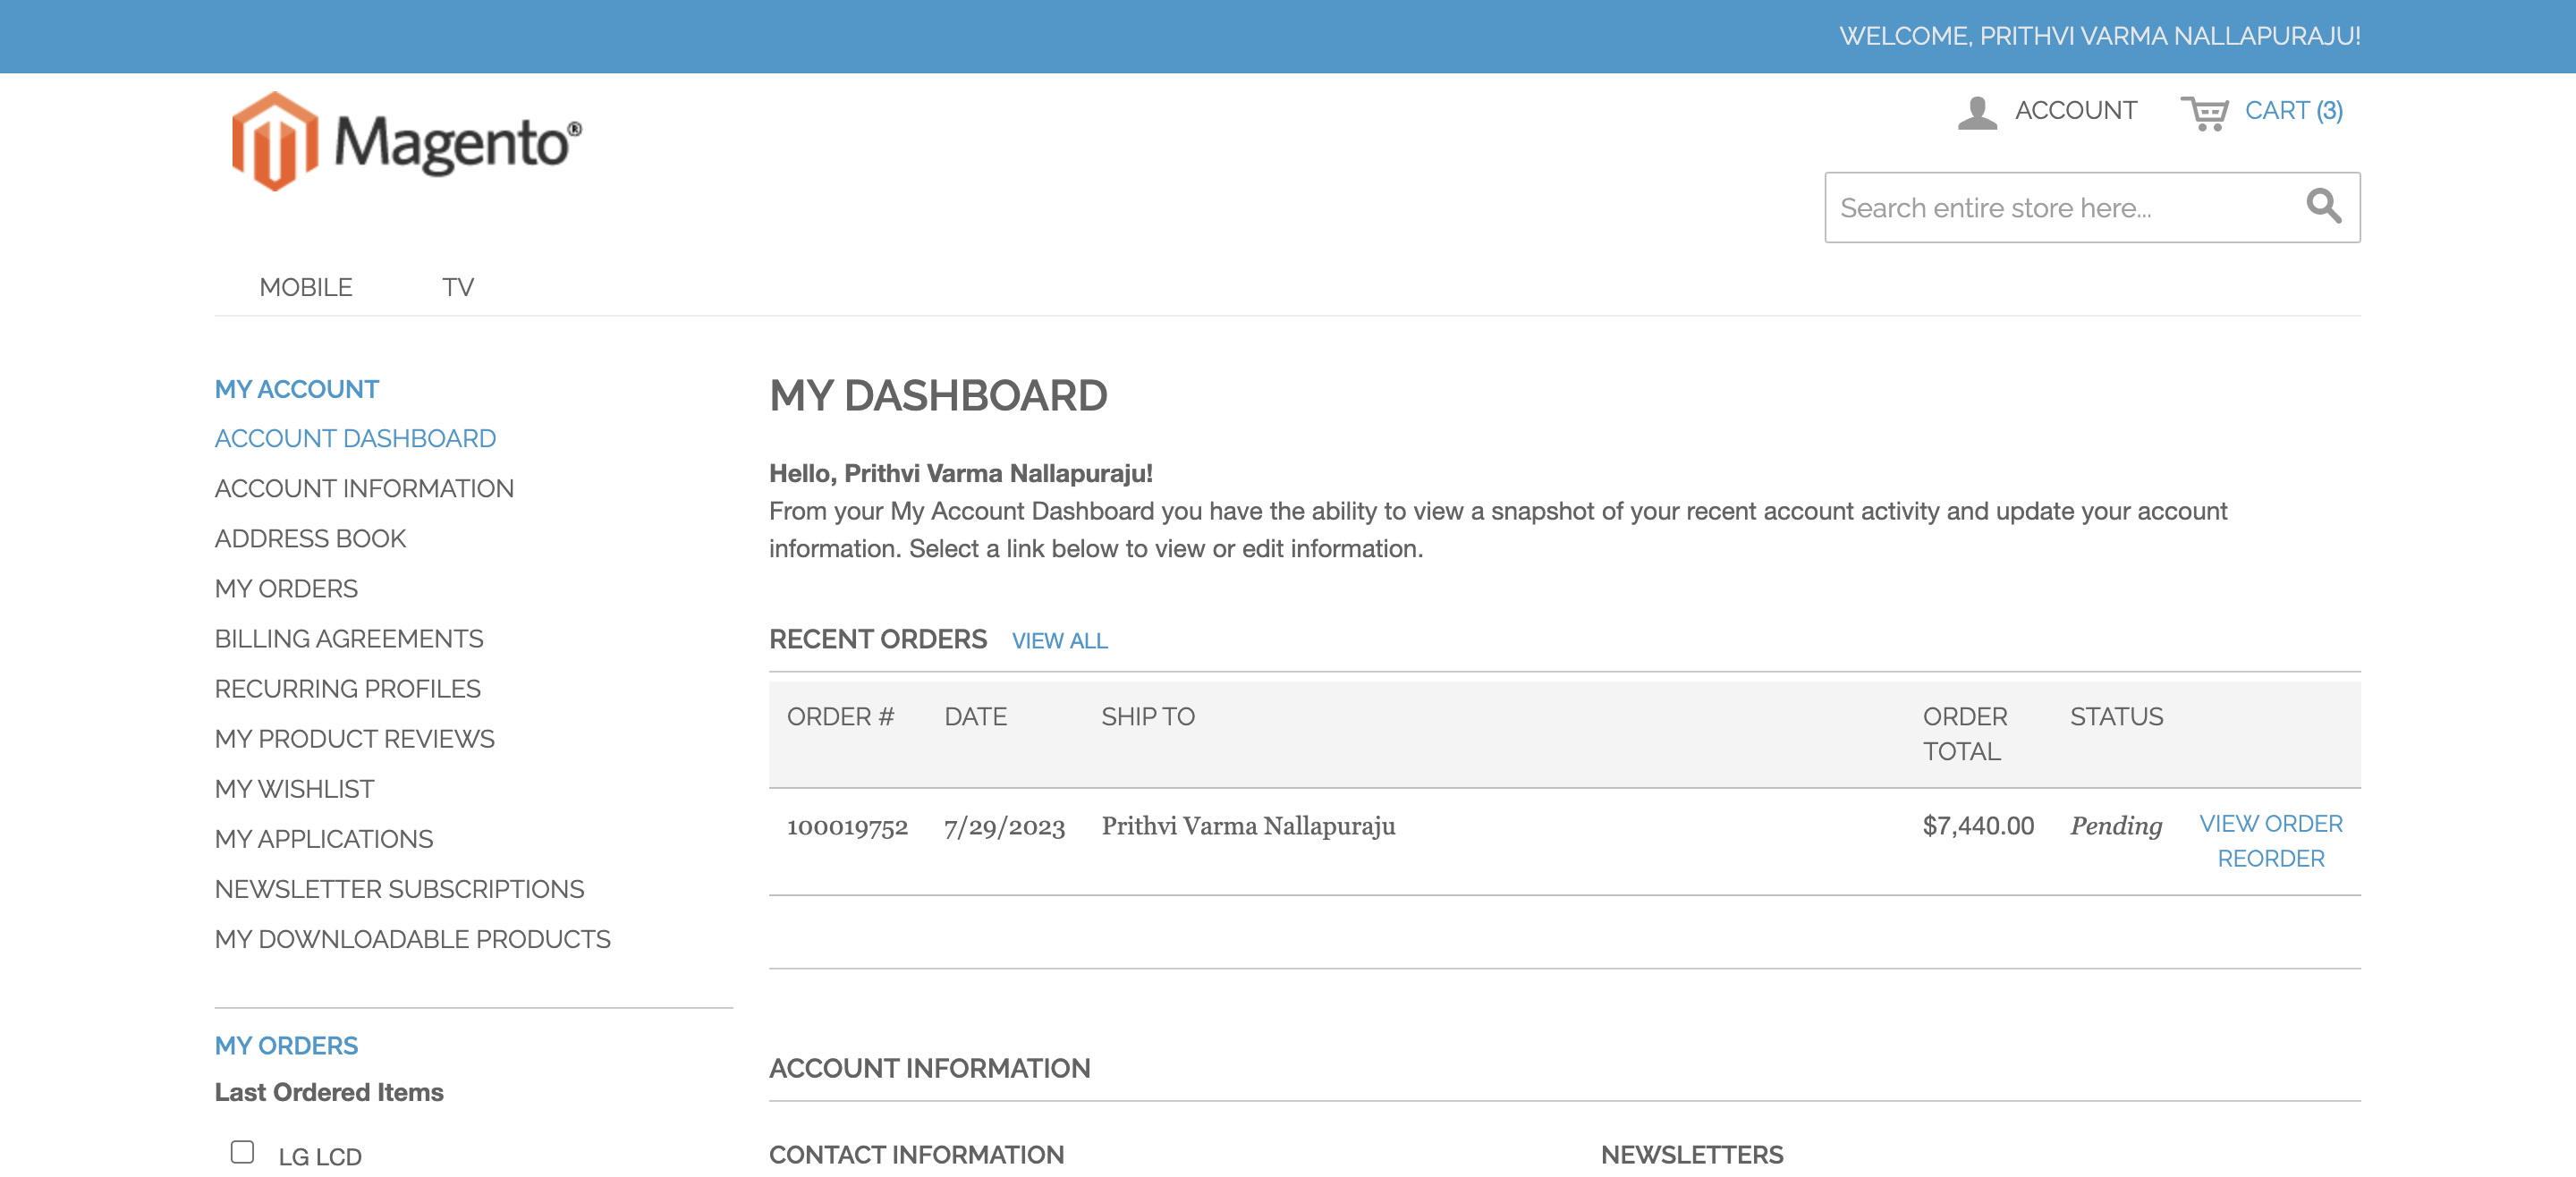 WELCOME, PRITHVI VARMA NALLAPURAJU!
Magento®
ACCOUNT
CART (3)
Search entire store here...
MOBILE
TV
MY ACCOUNT
ACCOUNT DASHBOARD
ACCOUNT INFORMATION
ADDRESS BOOK
MY ORDERS
BILLING AGREEMENTS
RECURRING PROFILES
MY PRODUCT REVIEWS
MY WISHLIST
MY APPLICATIONS
NEWSLETTER SUBSCRIPTIONS
MY DOWNLOADABLE PRODUCTS
MY ORDERS
Last Ordered Items
LG LCD
MY DASHBOARD
Hello, Prithvi Varma Nallapuraju!
From your My Account Dashboard you have the ability to view a snapshot of your recent account activity and update your account
information. Select a link below to view or edit information.
RECENT ORDERS VIEW ALL
ORDER # DATE SHIP TO ORDER TOTAL STATUS
100019752 7/29/2023 Prithvi Varma Nallapuraju $7,440.00 Pending VIEW ORDER
REORDER
ACCOUNT INFORMATION
CONTACT INFORMATION
NEWSLETTERS